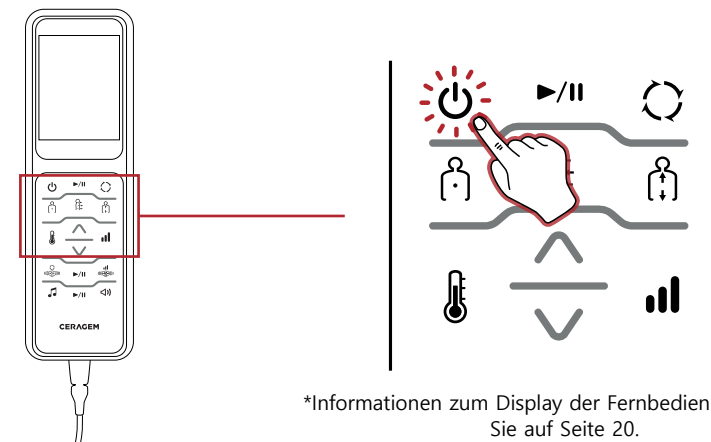 CERAGEM
*Informationen zum Display der Fernbedien
Sie auf Seite 20.